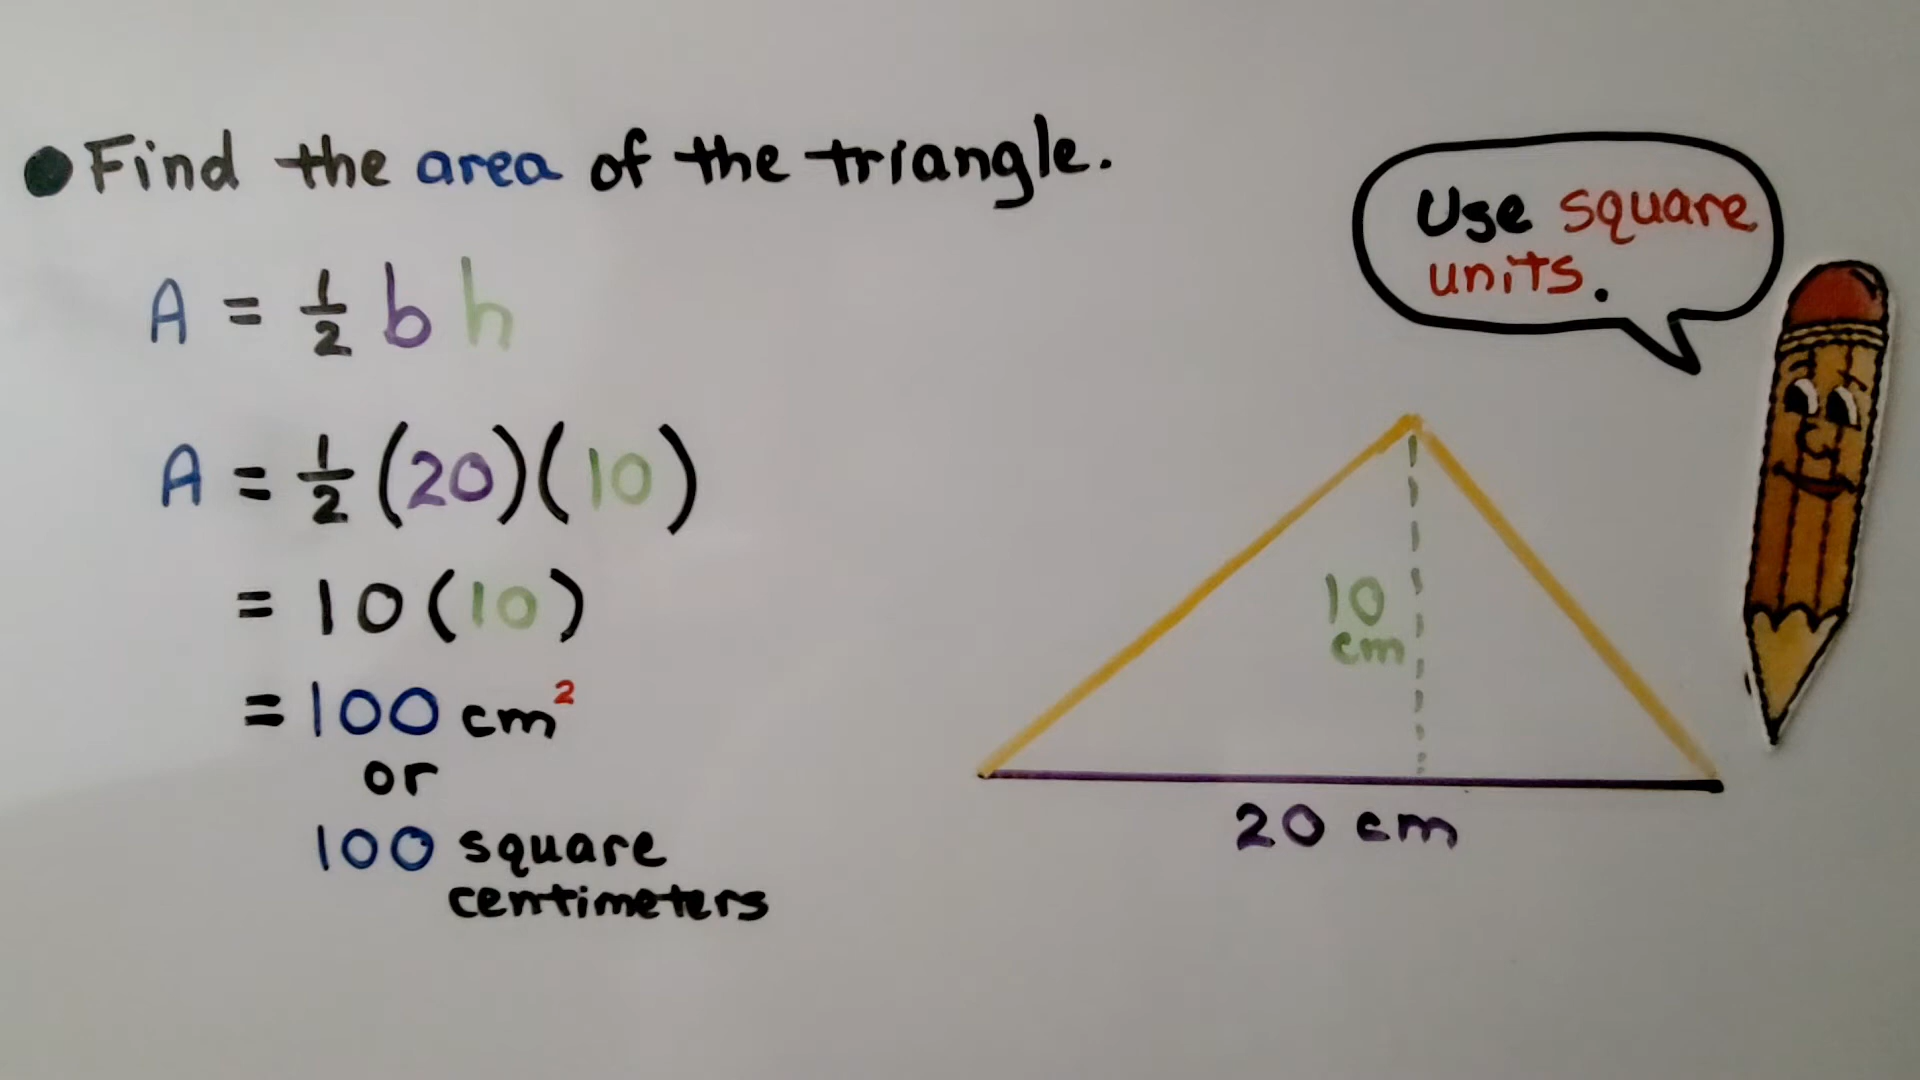 Find the area of the triangle.
Use square
units.
A = 1/2 b h
A = 1/2 (20)(10)
= 10(10)
= 100 cm²
or
100 square
centimeters
10
cm
20 cm